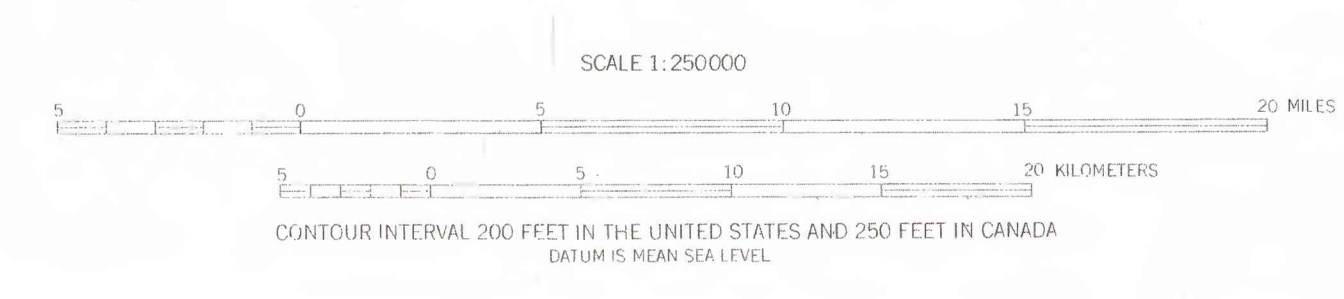 SCALE 1:250000
5 0 5 10 15 20 MILES
5 0 5 10 15 20 KILOMETERS
CONTOUR INTERVAL 200 FEET IN THE UNITED STATES AND 250 FEET IN CANADA
DATUM IS MEAN SEA LEVEL